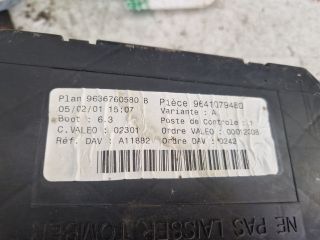 Plan 9636760580 B Pièce 9641079480
05/02/01 15:07 Variante : A
Boot : 6.3 Poste de Controle : 1
C.VALEO : 02301 Ordre VALEO : 00012208
Réf. DAV : A11882 Ordre DAV : 0242
NE PAS LAISSER TOMBER